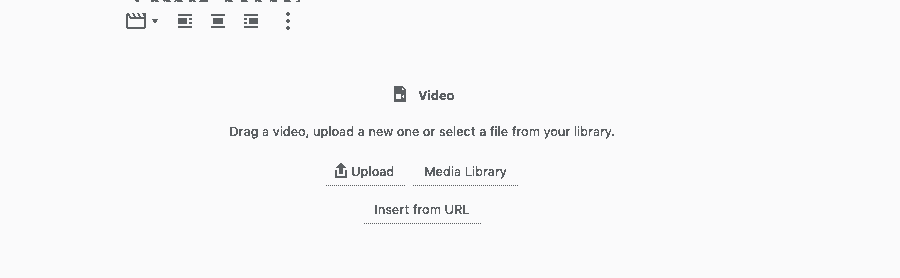 Video
Drag a video, upload a new one or select a file from your library.
Upload
Media Library
Insert from URL